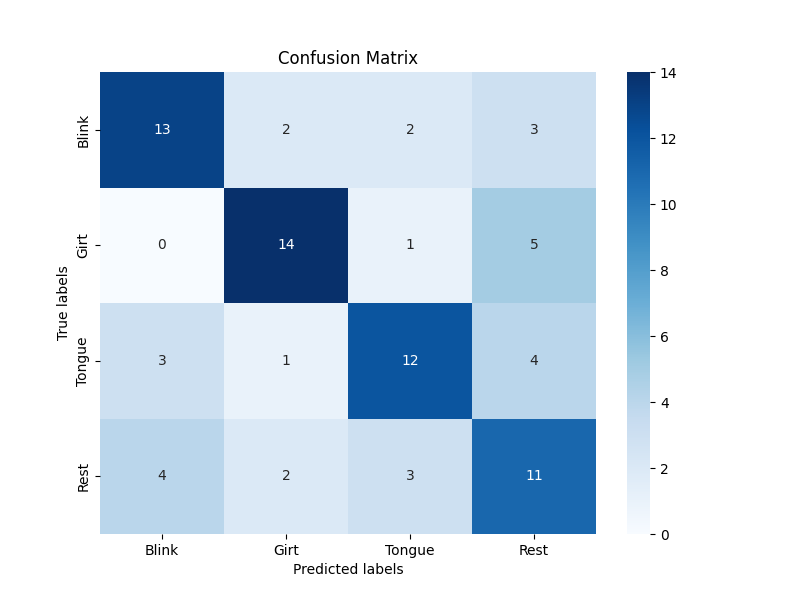 Confusion Matrix
Blink 13 2 2 3
Girt 0 14 1 5
Tongue 3 1 12 4
Rest 4 2 3 11
True labels
Blink Girt Tongue Rest
Predicted labels
14
12
10
8
6
4
2
0